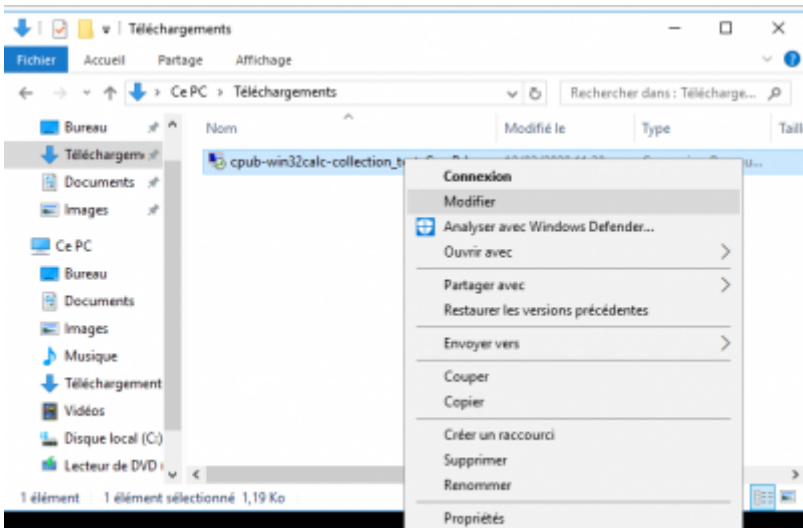 Téléchargements
Fichier Accueil Partage Affichage
Ce PC › Téléchargements Rechercher dans : Télécharge...
Nom Modifié le Type Taill
Bureau
Téléchargem
Documents
Images
Ce PC
Bureau
Documents
Images
Musique
Téléchargement
Vidéos
Disque local (C:)
Lecteur de DVD
cpub-win32calc-collection_
Connexion
Modifier
Analyser avec Windows Defender...
Ouvrir avec
Partager avec
Restaurer les versions précédentes
Envoyer vers
Couper
Copier
Créer un raccourci
Supprimer
Renommer
Propriétés
1 élément 1 élément sélectionné 1,19 Ko